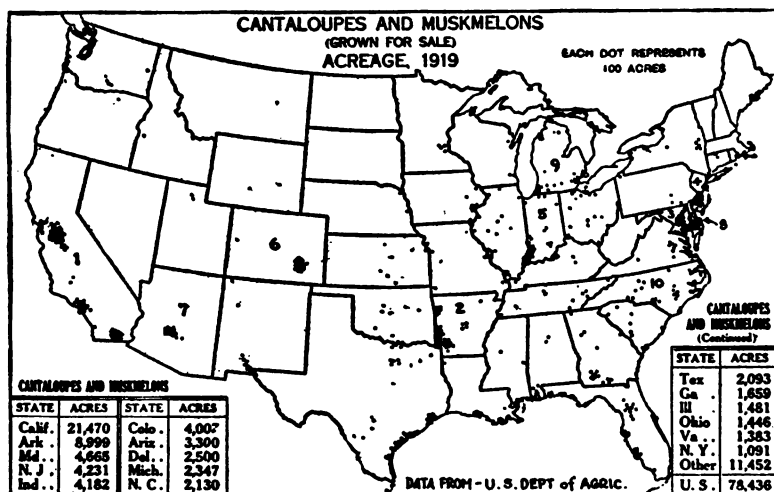 CANTALOUPES AND MUSKMELONS
(GROWN FOR SALE)
ACREAGE, 1919
EACH DOT REPRESENTS
100 ACRES
1
6
7
2
5
9
4
3
8
10
CANTALOUPES AND MUSKMELONS
STATE ACRES STATE ACRES
Calif. 21,470 Colo. 4,007
Ark. 8,999 Ariz. 3,300
Md.. 4,665 Del.. 2,500
N. J. 4,231 Mich. 2,347
Ind.. 4,182 N. C. 2,130
CANTALOUPES
AND MUSKMELONS
(Continued)
STATE ACRES
Tex 2,093
Ga. 1,659
Ill 1,481
Ohio 1,446
Va.. 1,383
N. Y. 1,091
Other 11,452
U. S. 78,436
DATA FROM - U.S. DEPT of AGRIC.